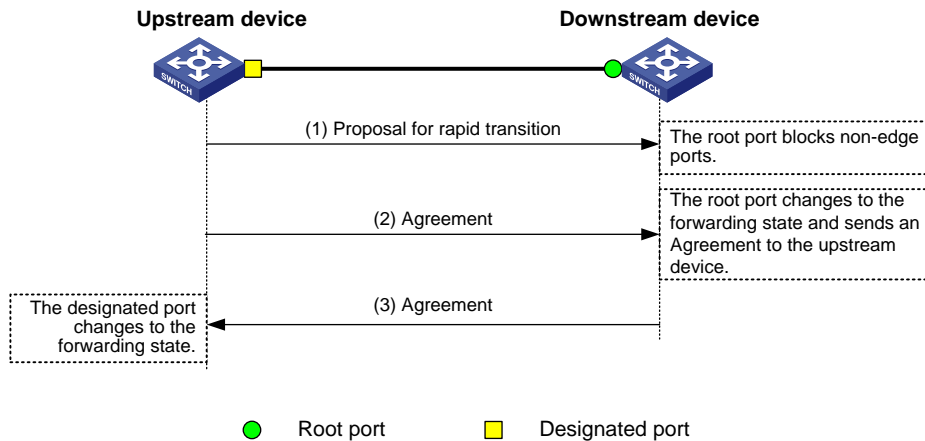 Upstream device
Downstream device
SWITCH
SWITCH
(1) Proposal for rapid transition
The root port blocks non-edge
ports.
(2) Agreement
The root port changes to the
forwarding state and sends an
Agreement to the upstream
device.
(3) Agreement
The designated port
changes to the
forwarding state.
Root port
Designated port